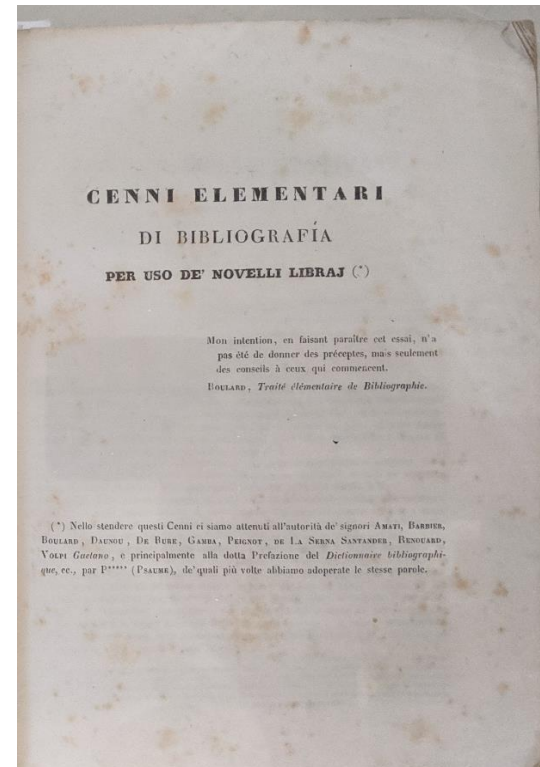 CENNI ELEMENTARI
DI BIBLIOGRAFÍA
PER USO DE' NOVELLI LIBRAJ (*)
Mon intention, en faisant paraître cet essai, n'a
pas été de donner des préceptes, mais seulement
des conseils à ceux qui commencent.
BOULARD, Traité élémentaire de Bibliographie.
(*) Nello stendere questi Cenni ci siamo attenuti all'autorità de' signori AMATI, BARBIER,
BOULARD, DAUNOU, DE BURE, GAMBA, PEIGNOT, DE LA SERNA SANTANDER, RENOUARD,
VOLPI Gaetano, e principalmente alla dotta Prefazione del Dictionnaire bibliographi-
que, ec., par P***** (PSAUME), de' quali più volte abbiamo adoperate le stesse parole.